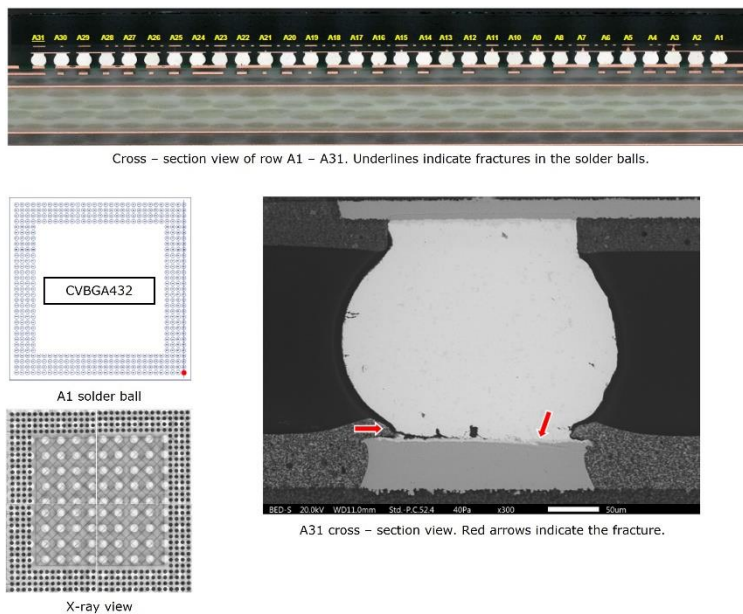 A31 A30 A29 A28 A27 A26 A25 A24 A23 A22 A21 A20 A19 A18 A17 A16 A15 A14 A13 A12 A11 A10 A9 A8 A7 A6 A5 A4 A3 A2 A1
Cross – section view of row A1 – A31. Underlines indicate fractures in the solder balls.
CVBGA432
A1 solder ball
X-ray view
BED-S 20.0kV WD11.0mm Std.-P.C.52.4 40Pa x300 50um
A31 cross – section view. Red arrows indicate the fracture.